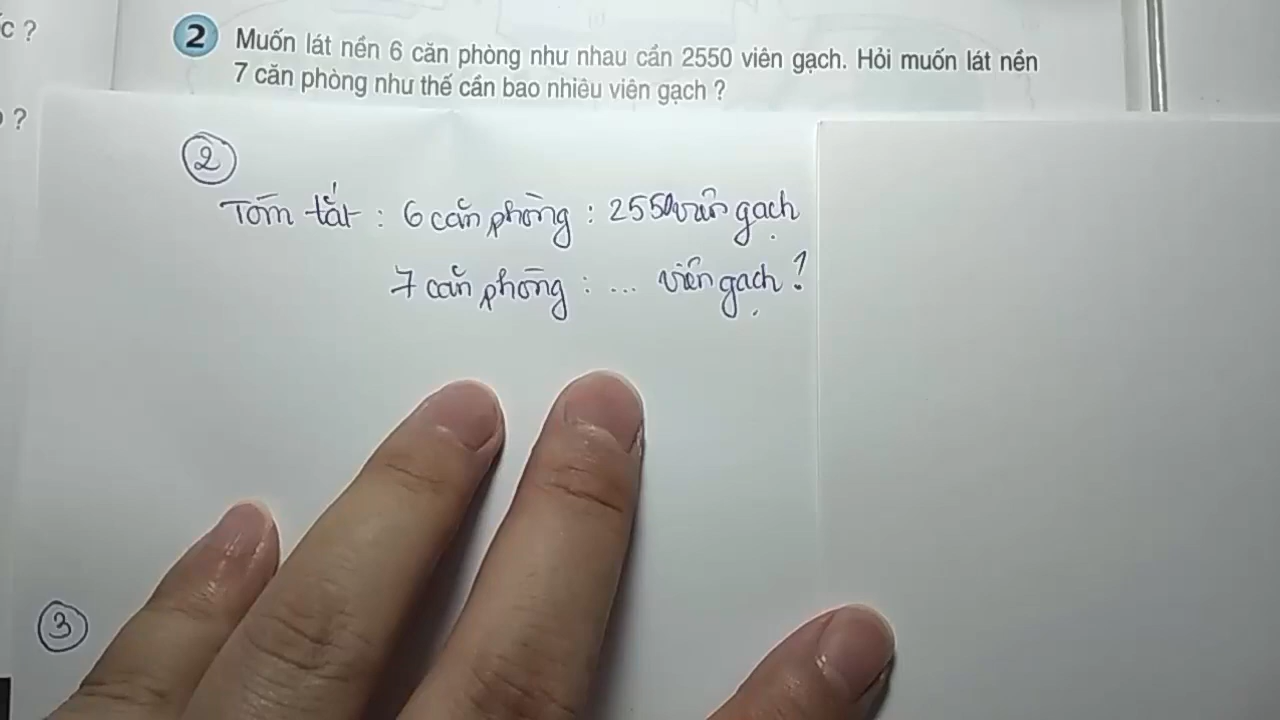 c ?
2 Muốn lát nền 6 căn phòng như nhau cần 2550 viên gạch. Hỏi muốn lát nền
7 căn phòng như thế cần bao nhiêu viên gạch ?
?
2
Tóm tắt : 6 căn phòng : 2550 viên gạch
7 căn phòng : ... viên gạch ?
3